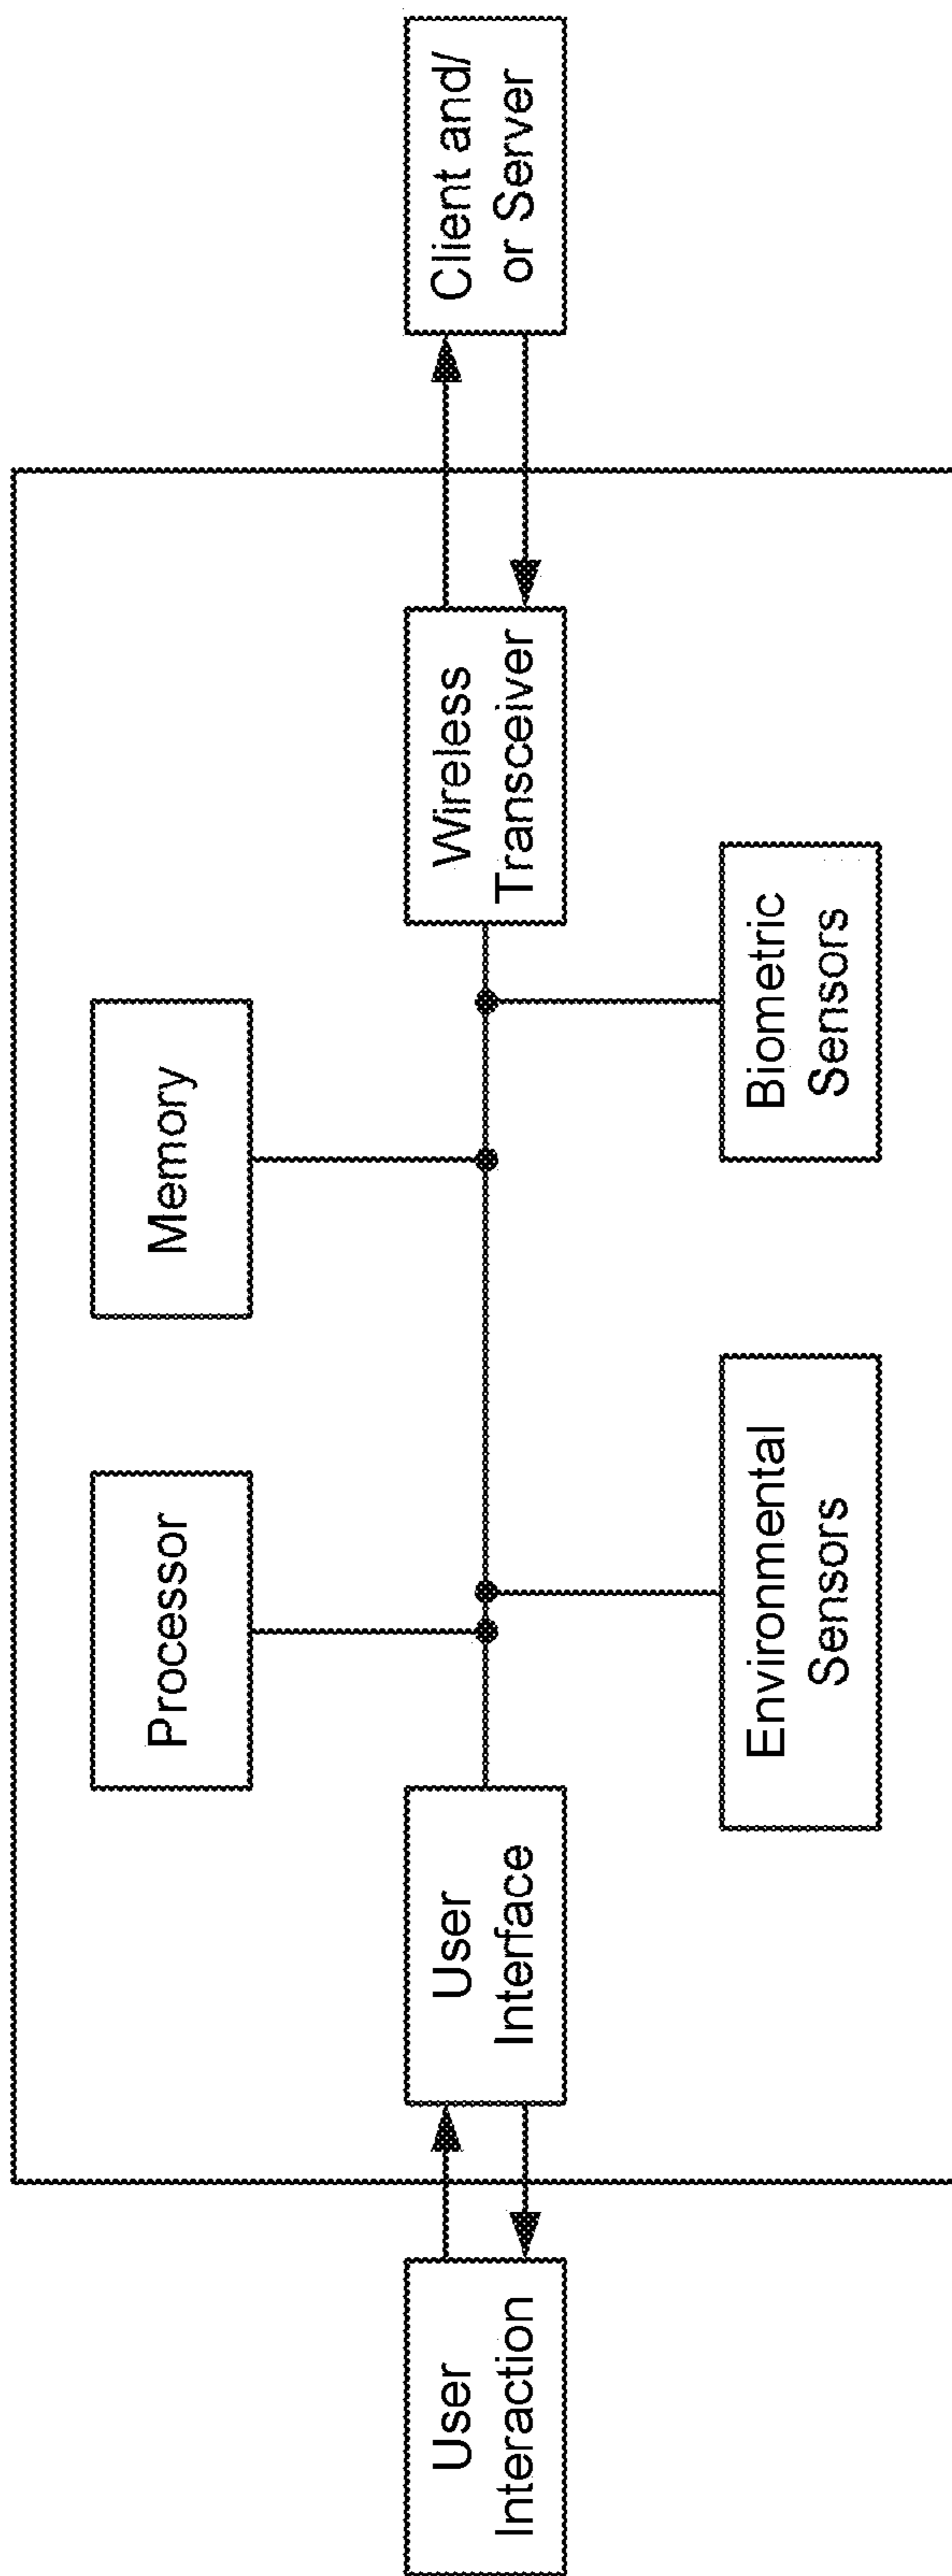 Processor
Memory
User
Interaction
User
Interface
Wireless
Transceiver
Client and/
or Server
Environmental
Sensors
Biometric
Sensors